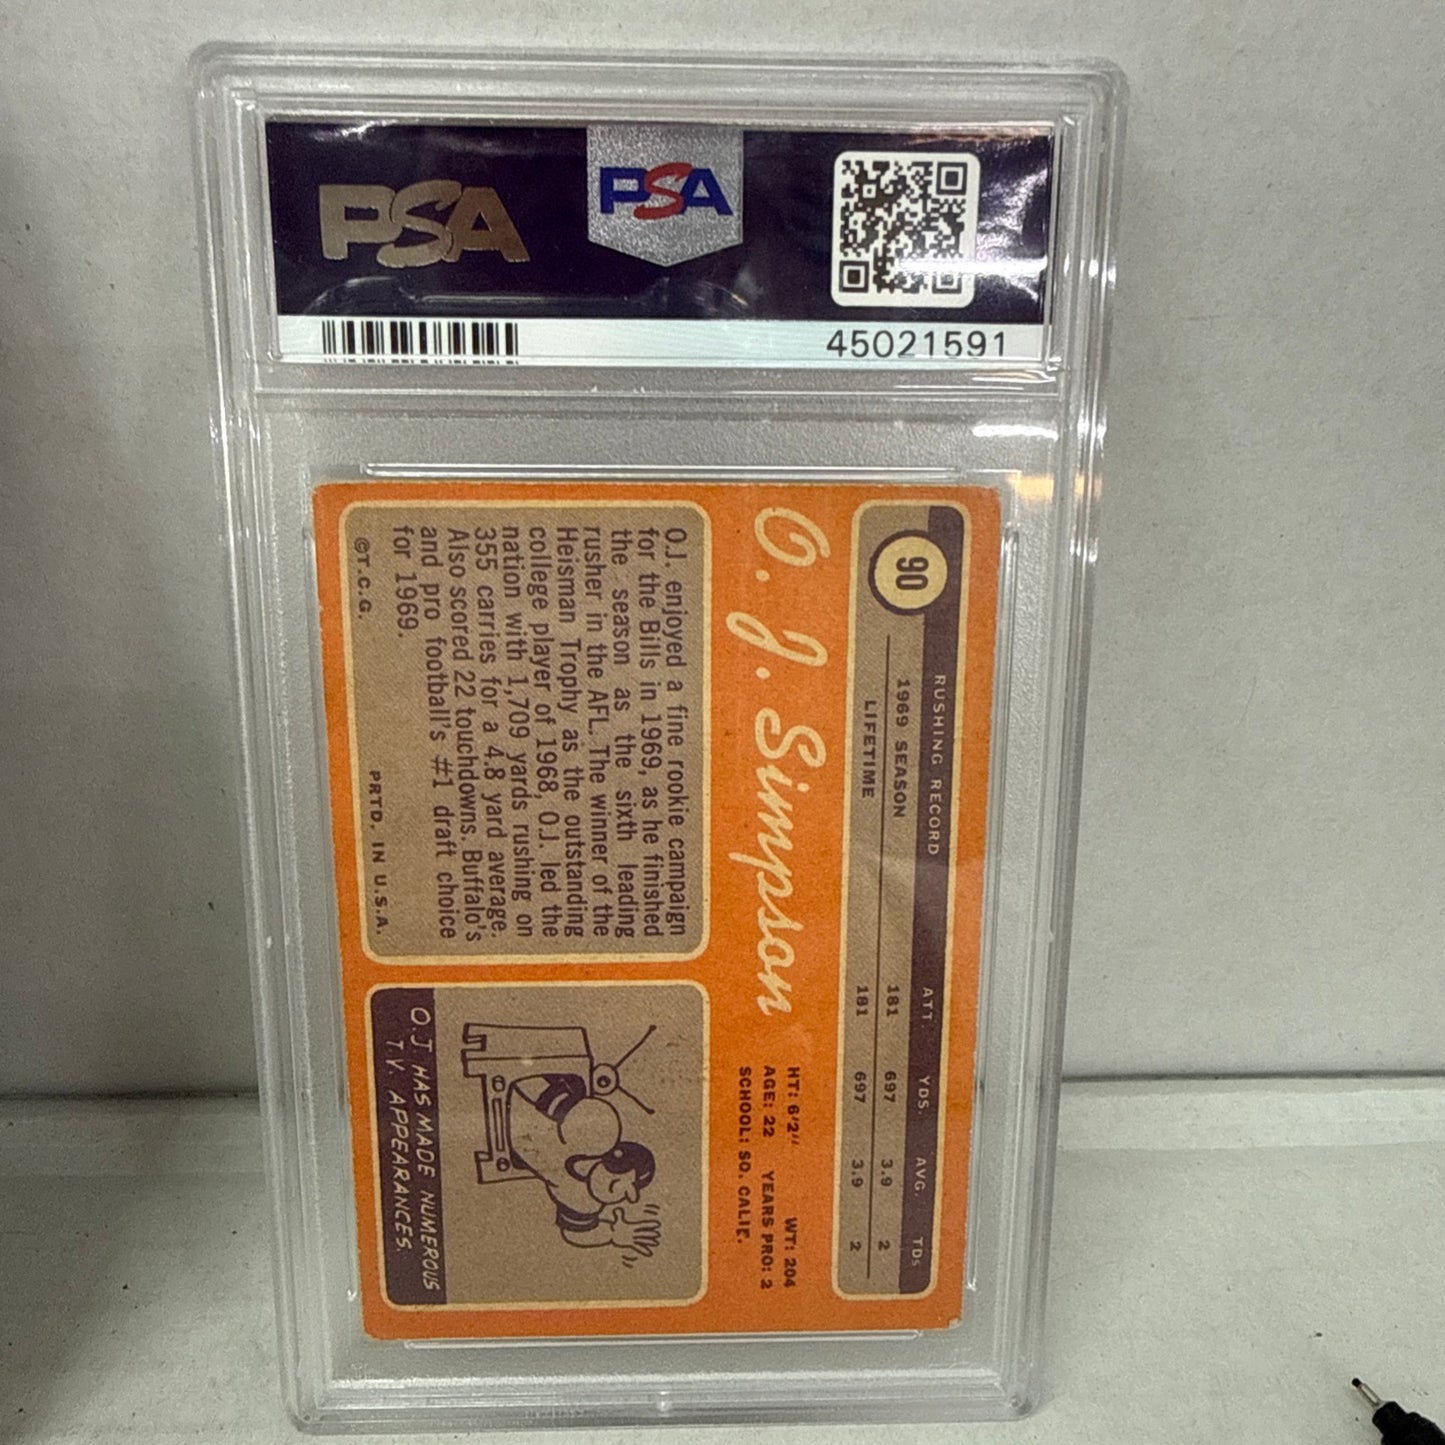 PSA
PSA
45021591
90
RUSHING RECORD ATT. YDS. AVG. TDS
1969 SEASON 181 697 3.9 2
LIFETIME 181 697 3.9 2
O. J. Simpson
HT: 6'2" WT: 204
AGE: 22 YEARS PRO: 2
SCHOOL: SO. CALIF.
O.J. enjoyed a fine rookie campaign
for the Bills in 1969, as he finished
the season as the sixth leading
rusher in the AFL. The winner of the
Heisman Trophy as the outstanding
college player of 1968, O.J. led the
nation with 1,709 yards rushing on
355 carries for a 4.8 yard average.
Also scored 22 touchdowns. Buffalo's
and pro football's #1 draft choice
for 1969.
©T.C.G. PRTD. IN U.S.A.
O.J HAS MADE NUMEROUS
T.V. APPEARANCES.